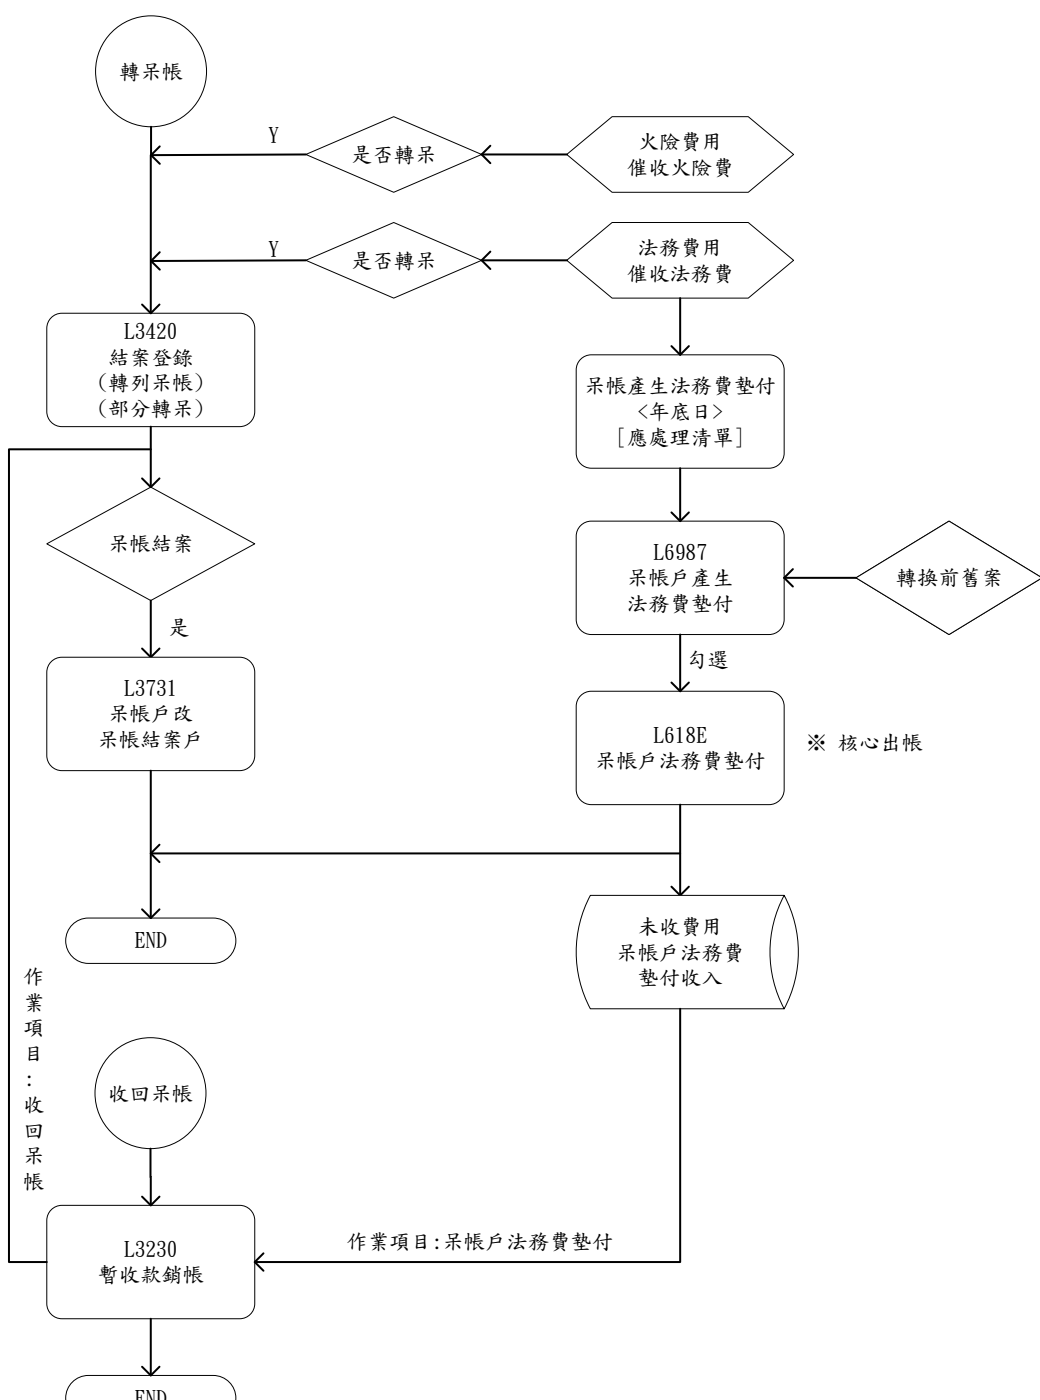 轉呆帳
Y
是否轉呆
火險費用
催收火險費
Y
是否轉呆
法務費用
催收法務費
L3420
結案登錄
(轉列呆帳)
(部分轉呆)
呆帳產生法務費墊付
<年底日>
[應處理清單]
呆帳結案
L6987
呆帳戶產生
法務費墊付
轉換前舊案
是
勾選
L3731
呆帳戶改
呆帳結案戶
L618E
呆帳戶法務費墊付
※ 核心出帳
END
未收費用
呆帳戶法務費
墊付收入
作業項目:收回呆帳
收回呆帳
作業項目:呆帳戶法務費墊付
L3230
暫收款銷帳
END